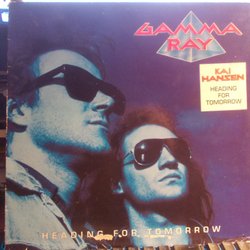 GAMMA
RAY
KAI
HANSEN
HEADING
FOR
TOMORROW
HEADING FOR TOMORROW